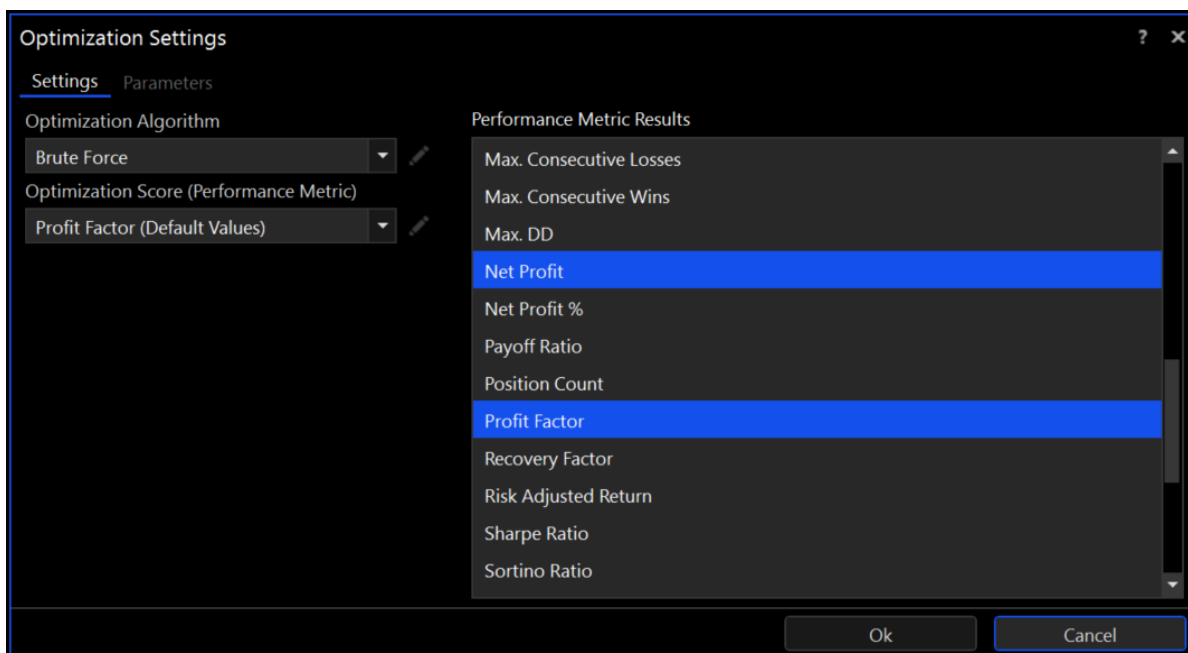 Optimization Settings
? ×
Settings Parameters
Optimization Algorithm
Brute Force
Optimization Score (Performance Metric)
Profit Factor (Default Values)
Performance Metric Results
Max. Consecutive Losses
Max. Consecutive Wins
Max. DD
Net Profit
Net Profit %
Payoff Ratio
Position Count
Profit Factor
Recovery Factor
Risk Adjusted Return
Sharpe Ratio
Sortino Ratio
Ok Cancel